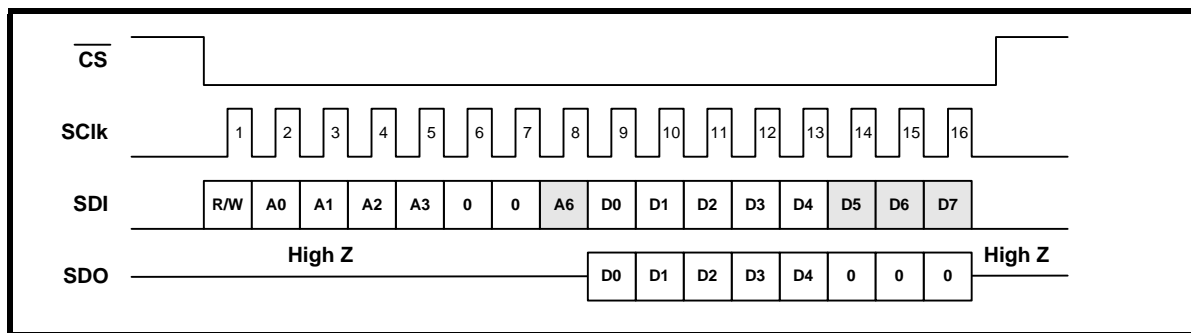 CS
SClk 1 2 3 4 5 6 7 8 9 10 11 12 13 14 15 16
SDI R/W A0 A1 A2 A3 0 0 A6 D0 D1 D2 D3 D4 D5 D6 D7
High Z High Z
SDO D0 D1 D2 D3 D4 0 0 0